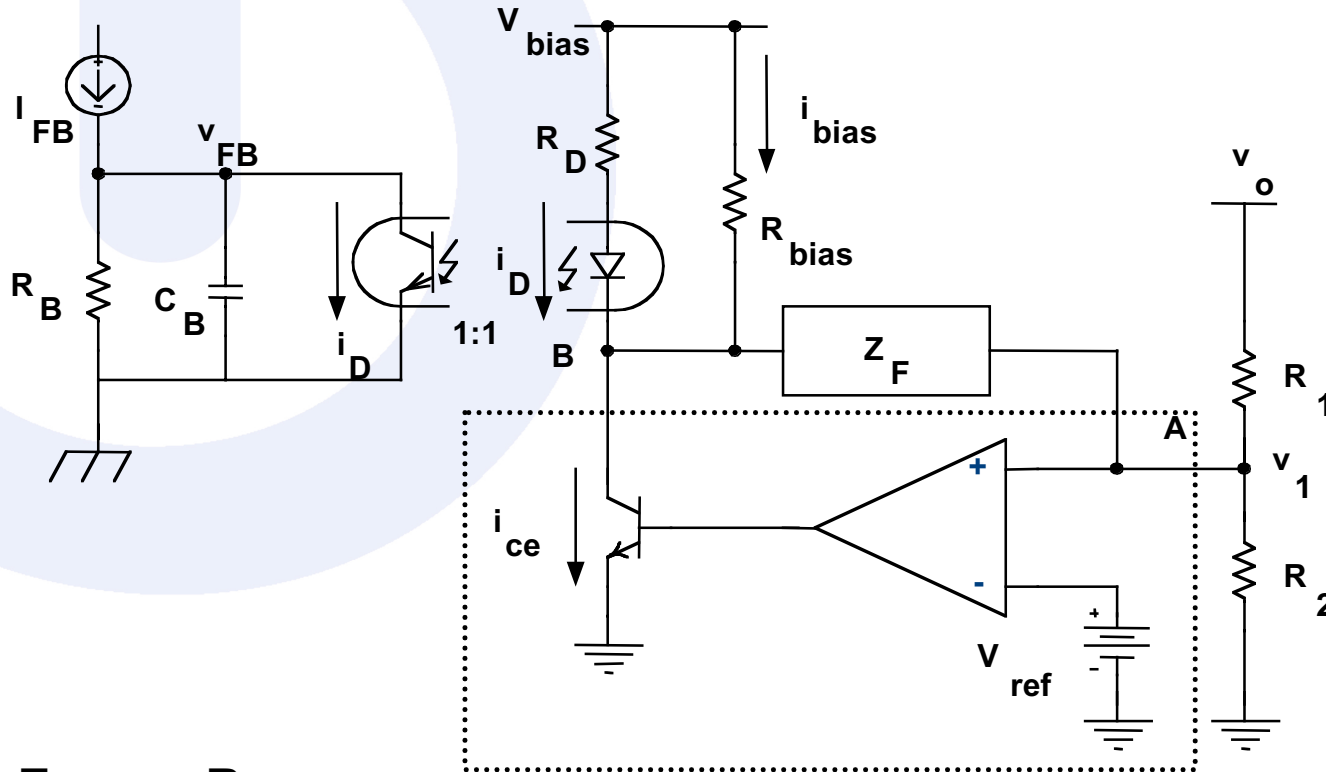 V bias
I FB
v FB
R D
i bias
v o
R bias
R B
C B
i D
i D
1:1
B
Z F
R 1
A
+
v 1
i ce
-
R 2
+
V ref
-